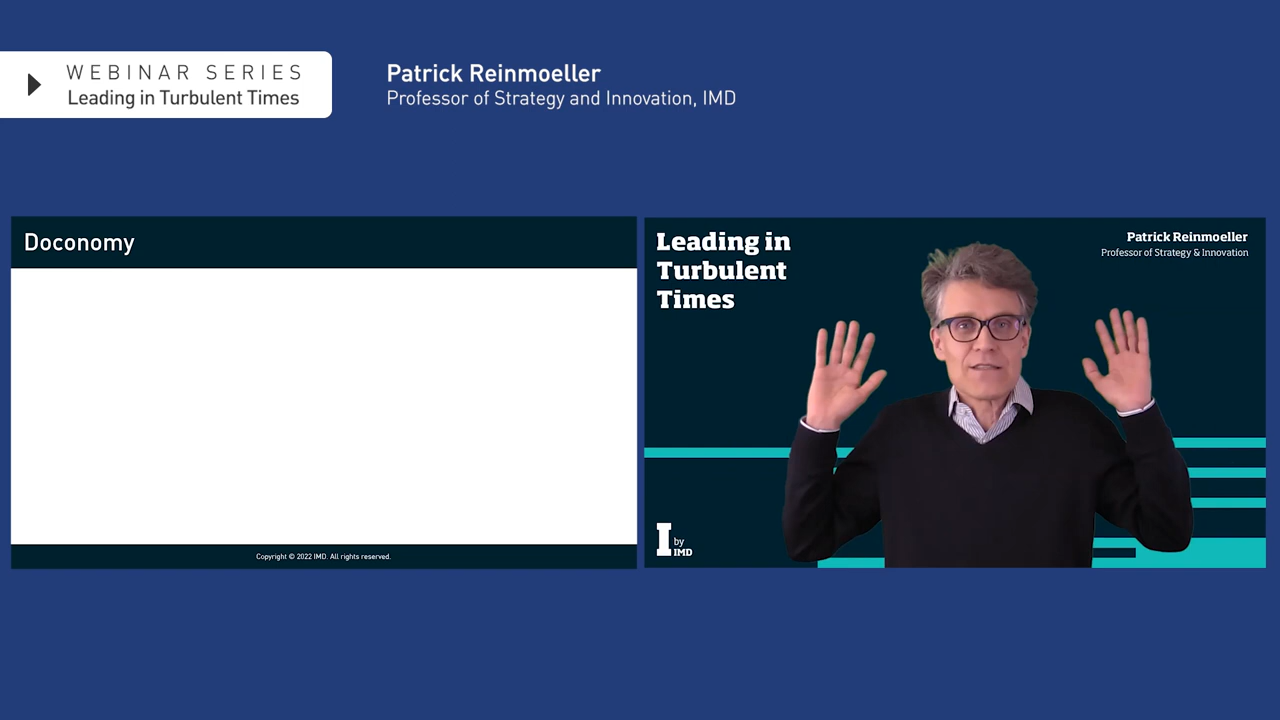 WEBINAR SERIES
Leading in Turbulent Times
Patrick Reinmoeller
Professor of Strategy and Innovation, IMD
Doconomy
Copyright © 2022 IMD. All rights reserved.
Leading in
Turbulent
Times
Patrick Reinmoeller
Professor of Strategy & Innovation
I by
IMD